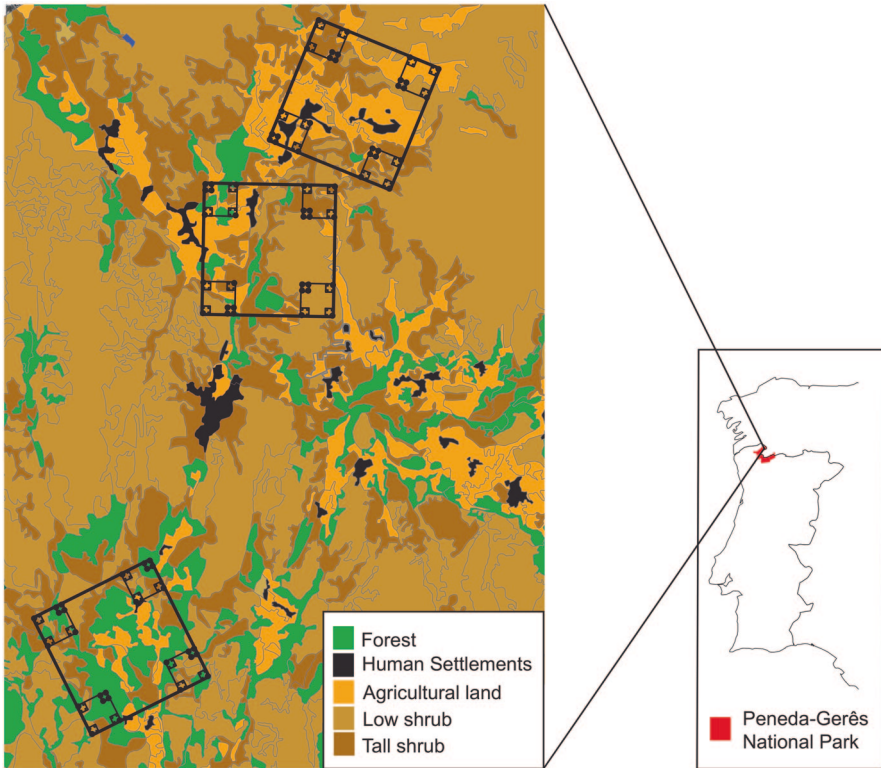 Forest
Human Settlements
Agricultural land
Low shrub
Tall shrub
Peneda-Gerês
National Park